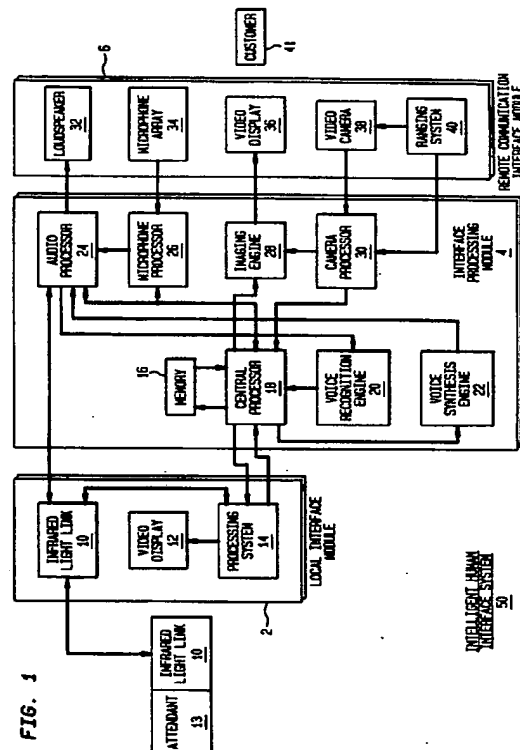 FIG. 1
ATTENDANT
13
INFRARED
LIGHT LINK
10
2
INFRARED
LIGHT LINK
10
VIDEO
DISPLAY
12
PROCESSING
SYSTEM
14
LOCAL INTERFACE
MODULE
AUDIO
PROCESSOR
24
MICROPHONE
PROCESSOR
26
IMAGING
ENGINE
28
CAMERA
PROCESSOR
30
16
MEMORY
CENTRAL
PROCESSOR
18
VOICE
RECOGNITION
ENGINE
20
VOICE
SYNTHESIS
ENGINE
22
INTERFACE
PROCESSING
MODULE
4
6
LOUDSPEAKER
32
MICROPHONE
ARRAY
34
VIDEO
DISPLAY
36
VIDEO
CAMERA
38
RANGING
SYSTEM
40
REMOTE COMMUNICATION
INTERFACE MODULE
CUSTOMER
41
INTELLIGENT HUMAN
INTERFACE SYSTEM
50